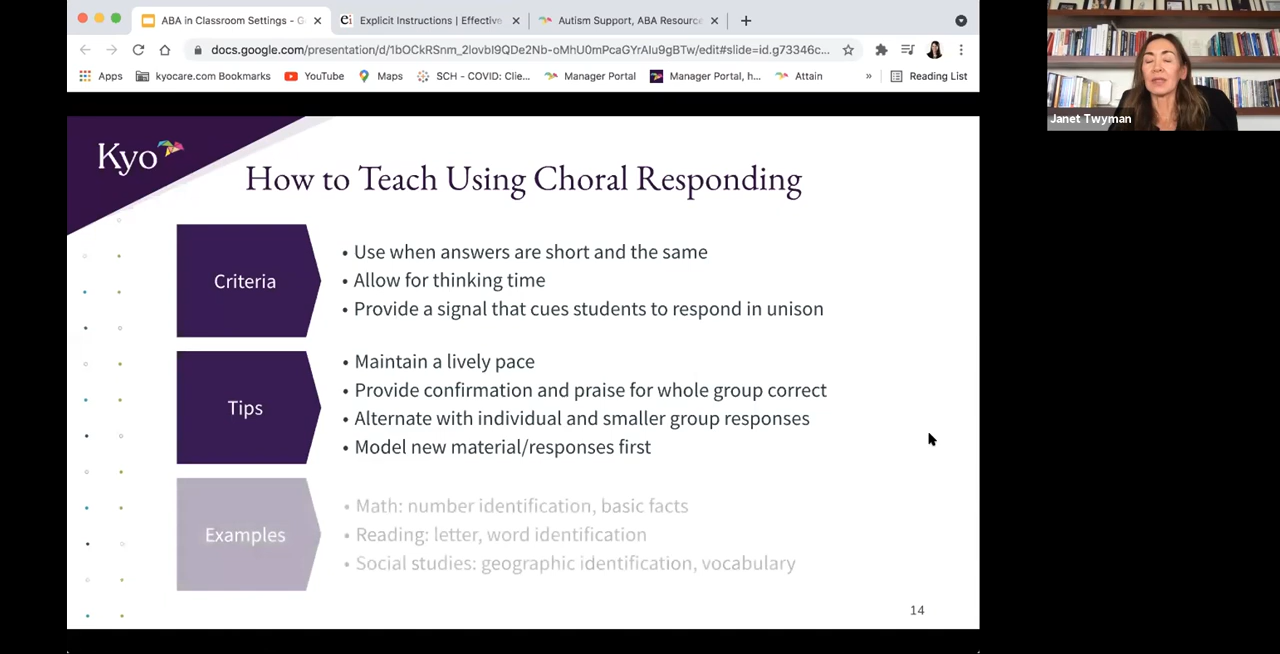 ABA in Classroom Settings - G
Explicit Instructions | Effective
Autism Support, ABA Resource
docs.google.com/presentation/d/1bOCkRSnm_2lovbI9QDe2Nb-oMhU0mPcaGYrAlu9gBTw/edit#slide=id.g73346c...
Apps
kyocare.com Bookmarks
YouTube
Maps
SCH - COVID: Clie...
Manager Portal
Manager Portal, h...
Attain
»
Reading List
Janet Twyman
Kyo
How to Teach Using Choral Responding
Criteria
• Use when answers are short and the same
• Allow for thinking time
• Provide a signal that cues students to respond in unison
Tips
• Maintain a lively pace
• Provide confirmation and praise for whole group correct
• Alternate with individual and smaller group responses
• Model new material/responses first
Examples
• Math: number identification, basic facts
• Reading: letter, word identification
• Social studies: geographic identification, vocabulary
14